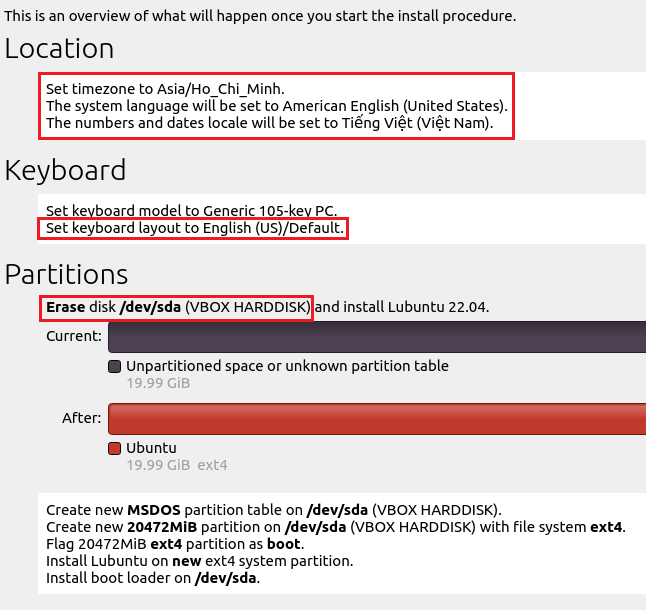 This is an overview of what will happen once you start the install procedure.
Location
Set timezone to Asia/Ho_Chi_Minh.
The system language will be set to American English (United States).
The numbers and dates locale will be set to Tiếng Việt (Việt Nam).
Keyboard
Set keyboard model to Generic 105-key PC.
Set keyboard layout to English (US)/Default.
Partitions
Erase disk /dev/sda (VBOX HARDDISK) and install Lubuntu 22.04.
Current:
Unpartitioned space or unknown partition table
19.99 GiB
After:
Ubuntu
19.99 GiB ext4
Create new MSDOS partition table on /dev/sda (VBOX HARDDISK).
Create new 20472MiB partition on /dev/sda (VBOX HARDDISK) with file system ext4.
Flag 20472MiB ext4 partition as boot.
Install Lubuntu on new ext4 system partition.
Install boot loader on /dev/sda.